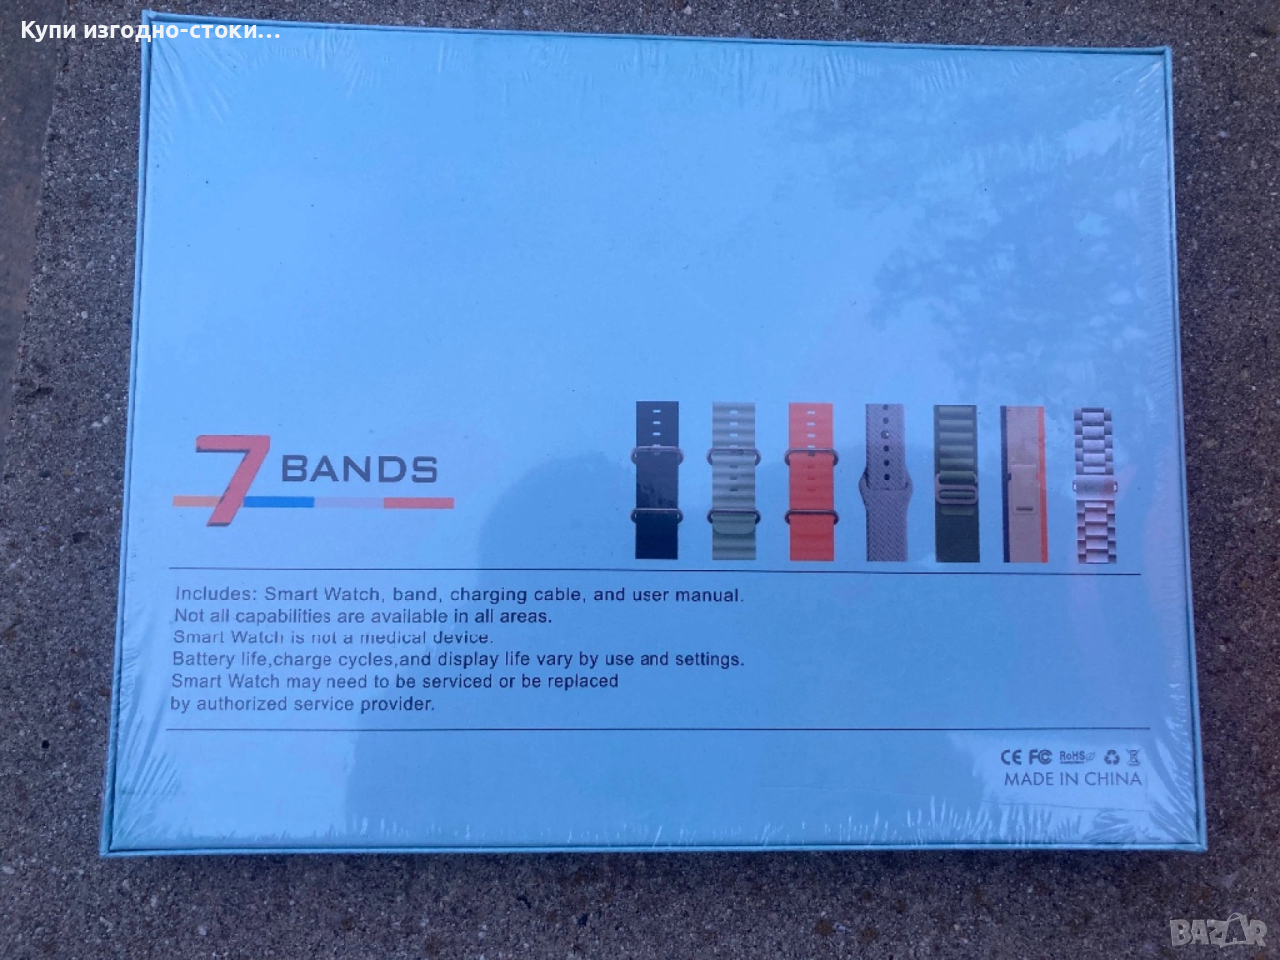 Купи изгодно-стоки...
7 BANDS
Includes: Smart Watch, band, charging cable, and user manual.
Not all capabilities are available in all areas.
Smart Watch is not a medical device.
Battery life,charge cycles,and display life vary by use and settings.
Smart Watch may need to be serviced or be replaced
by authorized service provider.
CE FC RoHS
MADE IN CHINA
BAZAR